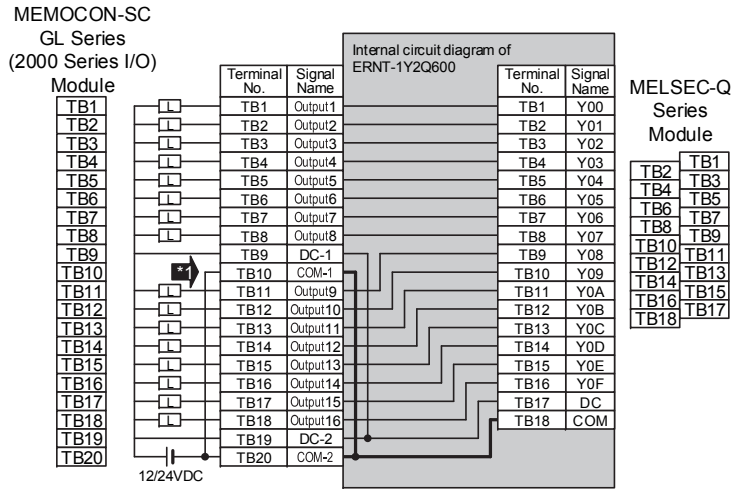 MEMOCON-SC
GL Series
(2000 Series I/O)
Module
TB1
TB2
TB3
TB4
TB5
TB6
TB7
TB8
TB9
TB10
TB11
TB12
TB13
TB14
TB15
TB16
TB17
TB18
TB19
TB20
L
L
L
L
L
L
L
L
*1
L
L
L
L
L
L
L
L
12/24VDC
Internal circuit diagram of
ERNT-1Y2Q600
Terminal No. Signal Name
TB1 Output1
TB2 Output2
TB3 Output3
TB4 Output4
TB5 Output5
TB6 Output6
TB7 Output7
TB8 Output8
TB9 DC-1
TB10 COM-1
TB11 Output9
TB12 Output10
TB13 Output11
TB14 Output12
TB15 Output13
TB16 Output14
TB17 Output15
TB18 Output16
TB19 DC-2
TB20 COM-2
Terminal No. Signal Name
TB1 Y00
TB2 Y01
TB3 Y02
TB4 Y03
TB5 Y04
TB6 Y05
TB7 Y06
TB8 Y07
TB9 Y08
TB10 Y09
TB11 Y0A
TB12 Y0B
TB13 Y0C
TB14 Y0D
TB15 Y0E
TB16 Y0F
TB17 DC
TB18 COM
MELSEC-Q
Series
Module
TB1
TB2
TB3
TB4
TB5
TB6
TB7
TB8
TB9
TB10
TB11
TB12
TB13
TB14
TB15
TB16
TB17
TB18